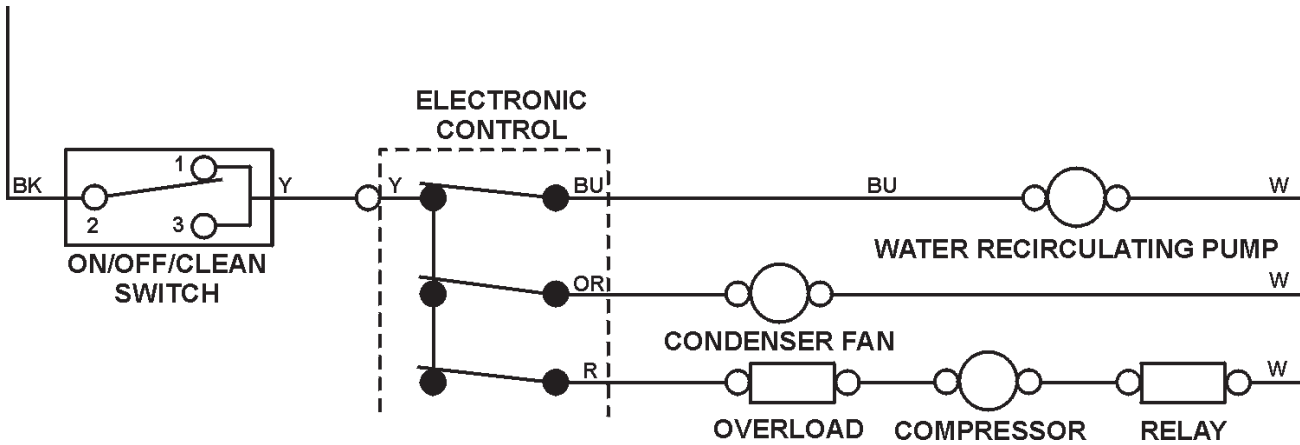 ELECTRONIC
CONTROL
BK
1
2
3
Y
Y
BU
BU
W
ON/OFF/CLEAN
SWITCH
WATER RECIRCULATING PUMP
OR
W
CONDENSER FAN
R
W
OVERLOAD
COMPRESSOR
RELAY